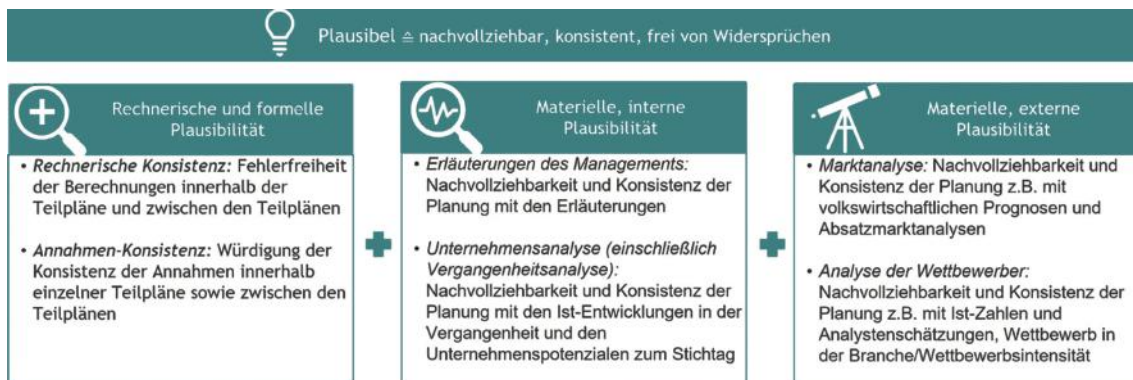 Plausibel ≙ nachvollziehbar, konsistent, frei von Widersprüchen
Rechnerische und formelle
Plausibilität
• Rechnerische Konsistenz: Fehlerfreiheit
der Berechnungen innerhalb der
Teilpläne und zwischen den Teilplänen
• Annahmen-Konsistenz: Würdigung der
Konsistenz der Annahmen innerhalb
einzelner Teilpläne sowie zwischen den
Teilplänen
Materielle, interne
Plausibilität
• Erläuterungen des Managements:
Nachvollziehbarkeit und Konsistenz der
Planung mit den Erläuterungen
• Unternehmensanalyse (einschließlich
Vergangenheitsanalyse):
Nachvollziehbarkeit und Konsistenz der
Planung mit den Ist-Entwicklungen in der
Vergangenheit und den
Unternehmenspotenzialen zum Stichtag
Materielle, externe
Plausibilität
• Marktanalyse: Nachvollziehbarkeit und
Konsistenz der Planung z.B. mit
volkswirtschaftlichen Prognosen und
Absatzmarktanalysen
• Analyse der Wettbewerber:
Nachvollziehbarkeit und Konsistenz der
Planung z.B. mit Ist-Zahlen und
Analystenschätzungen, Wettbewerb in
der Branche/Wettbewerbsintensität